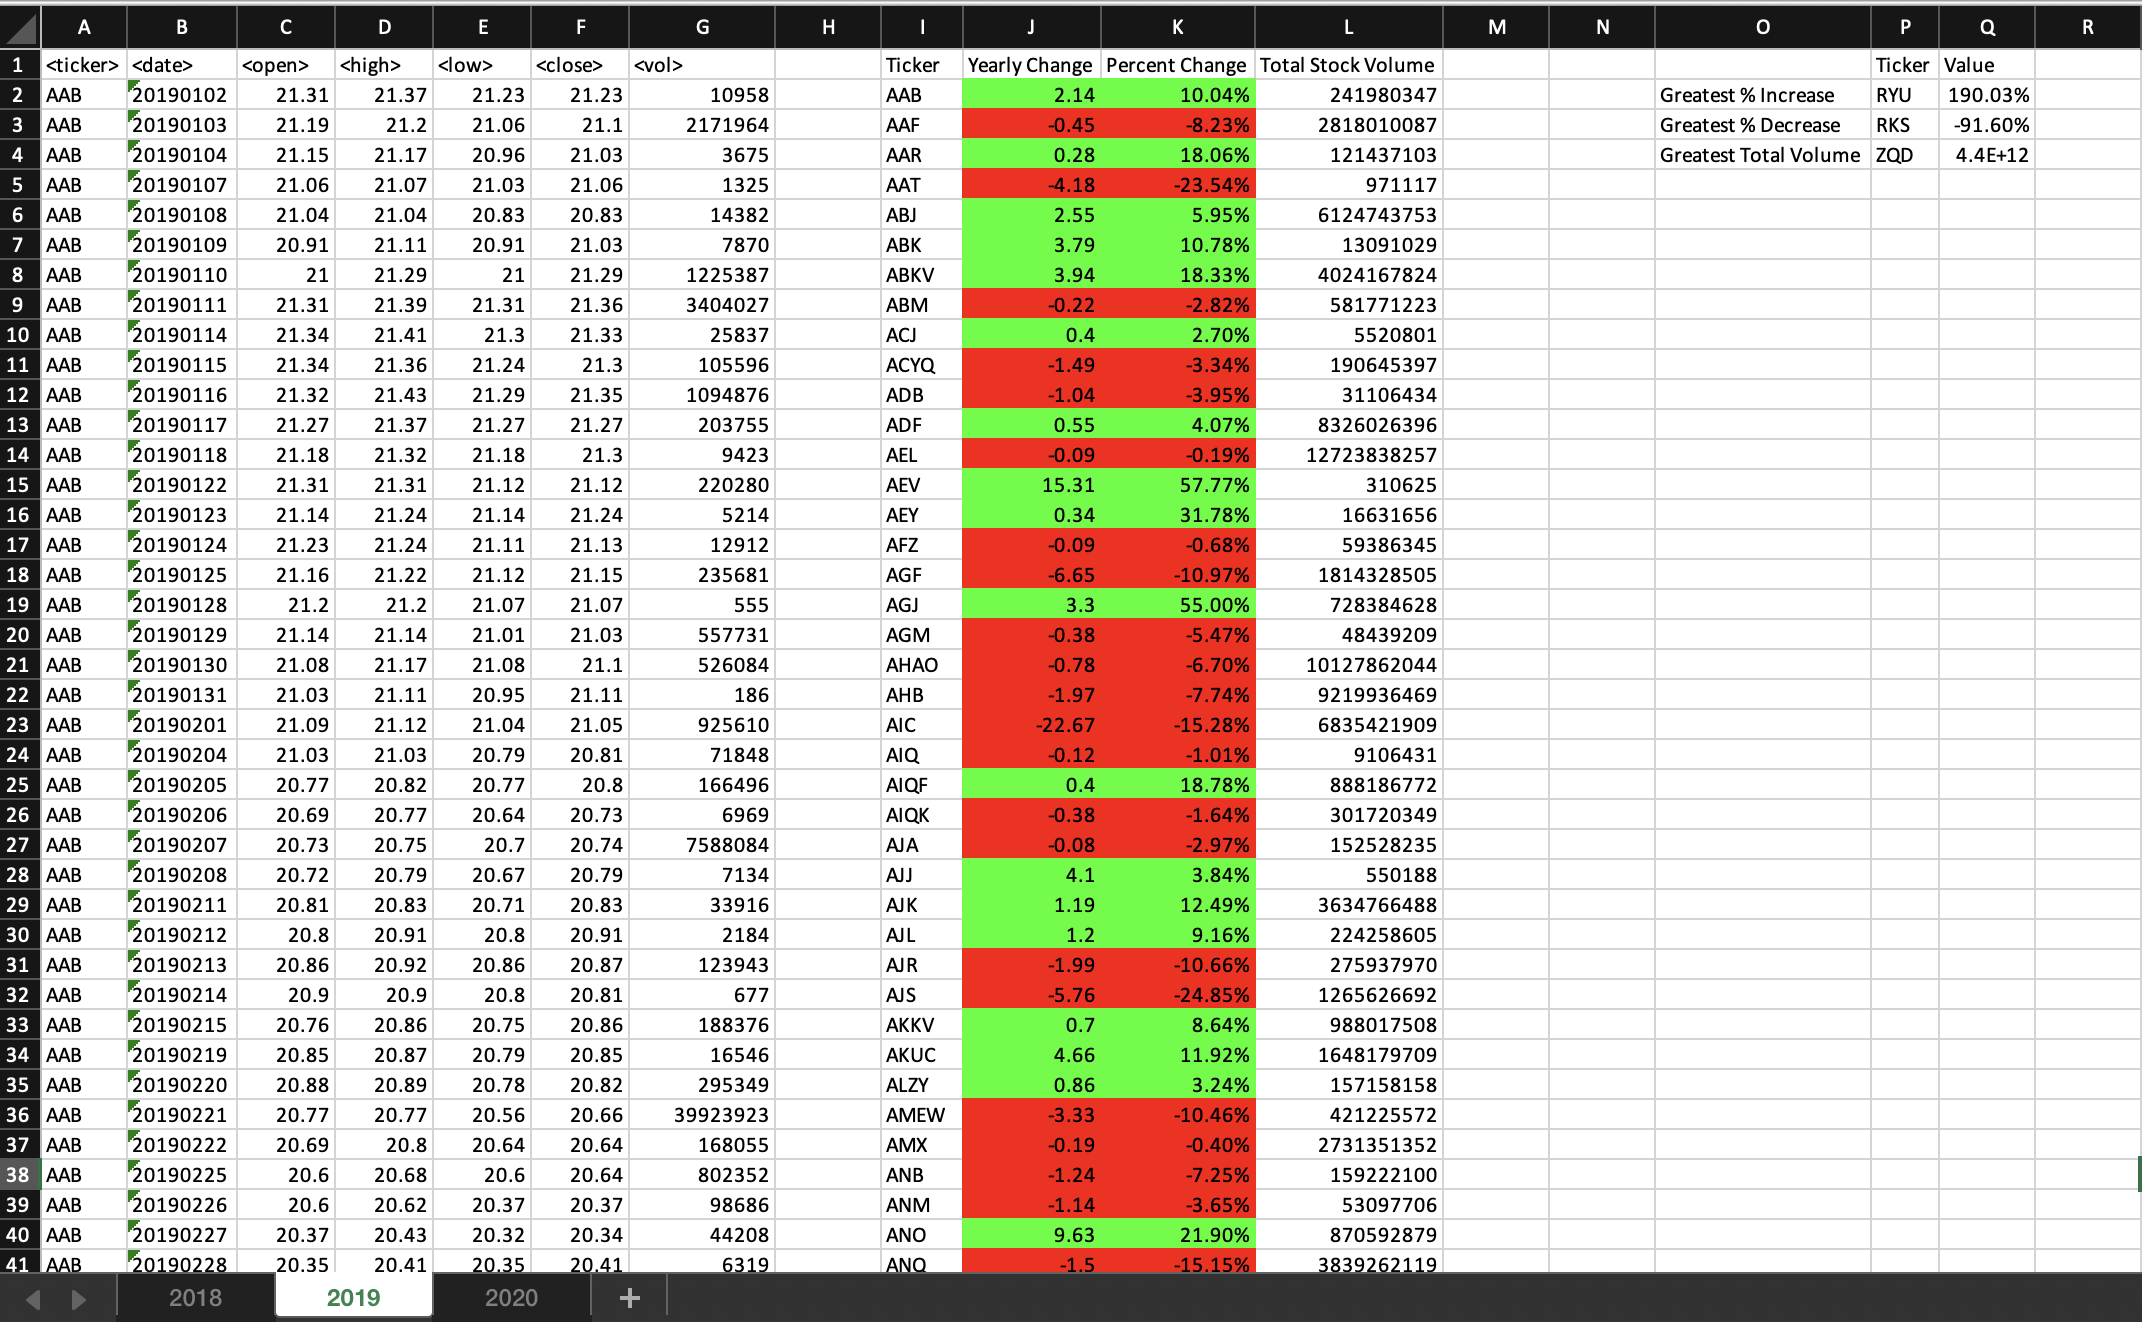 A B C D E F G H I J K L M N O P Q R
1 <ticker> <date> <open> <high> <low> <close> <vol> Ticker Yearly Change Percent Change Total Stock Volume Ticker Value
2 AAB 20190102 21.31 21.37 21.23 21.23 10958 AAB 2.14 10.04% 241980347 Greatest % Increase RYU 190.03%
3 AAB 20190103 21.19 21.2 21.06 21.1 2171964 AAF -0.45 -8.23% 2818010087 Greatest % Decrease RKS -91.60%
4 AAB 20190104 21.15 21.17 20.96 21.03 3675 AAR 0.28 18.06% 121437103 Greatest Total Volume ZQD 4.4E+12
5 AAB 20190107 21.06 21.07 21.03 21.06 1325 AAT -4.18 -23.54% 971117
6 AAB 20190108 21.04 21.04 20.83 20.83 14382 ABJ 2.55 5.95% 6124743753
7 AAB 20190109 20.91 21.11 20.91 21.03 7870 ABK 3.79 10.78% 13091029
8 AAB 20190110 21 21.29 21 21.29 1225387 ABKV 3.94 18.33% 4024167824
9 AAB 20190111 21.31 21.39 21.31 21.36 3404027 ABM -0.22 -2.82% 581771223
10 AAB 20190114 21.34 21.41 21.3 21.33 25837 ACJ 0.4 2.70% 5520801
11 AAB 20190115 21.34 21.36 21.24 21.3 105596 ACYQ -1.49 -3.34% 190645397
12 AAB 20190116 21.32 21.43 21.29 21.35 1094876 ADB -1.04 -3.95% 31106434
13 AAB 20190117 21.27 21.37 21.27 21.27 203755 ADF 0.55 4.07% 8326026396
14 AAB 20190118 21.18 21.32 21.18 21.3 9423 AEL -0.09 -0.19% 12723838257
15 AAB 20190122 21.31 21.31 21.12 21.12 220280 AEV 15.31 57.77% 310625
16 AAB 20190123 21.14 21.24 21.14 21.24 5214 AEY 0.34 31.78% 16631656
17 AAB 20190124 21.23 21.24 21.11 21.13 12912 AFZ -0.09 -0.68% 59386345
18 AAB 20190125 21.16 21.22 21.12 21.15 235681 AGF -6.65 -10.97% 1814328505
19 AAB 20190128 21.2 21.2 21.07 21.07 555 AGJ 3.3 55.00% 728384628
20 AAB 20190129 21.14 21.14 21.01 21.03 557731 AGM -0.38 -5.47% 48439209
21 AAB 20190130 21.08 21.17 21.08 21.1 526084 AHAO -0.78 -6.70% 10127862044
22 AAB 20190131 21.03 21.11 20.95 21.11 186 AHB -1.97 -7.74% 9219936469
23 AAB 20190201 21.09 21.12 21.04 21.05 925610 AIC -22.67 -15.28% 6835421909
24 AAB 20190204 21.03 21.03 20.79 20.81 71848 AIQ -0.12 -1.01% 9106431
25 AAB 20190205 20.77 20.82 20.77 20.8 166496 AIQF 0.4 18.78% 888186772
26 AAB 20190206 20.69 20.77 20.64 20.73 6969 AIQK -0.38 -1.64% 301720349
27 AAB 20190207 20.73 20.75 20.7 20.74 7588084 AJA -0.08 -2.97% 152528235
28 AAB 20190208 20.72 20.79 20.67 20.79 7134 AJJ 4.1 3.84% 550188
29 AAB 20190211 20.81 20.83 20.71 20.83 33916 AJK 1.19 12.49% 3634766488
30 AAB 20190212 20.8 20.91 20.8 20.91 2184 AJL 1.2 9.16% 224258605
31 AAB 20190213 20.86 20.92 20.86 20.87 123943 AJR -1.99 -10.66% 275937970
32 AAB 20190214 20.9 20.9 20.8 20.81 677 AJS -5.76 -24.85% 1265626692
33 AAB 20190215 20.76 20.86 20.75 20.86 188376 AKKV 0.7 8.64% 988017508
34 AAB 20190219 20.85 20.87 20.79 20.85 16546 AKUC 4.66 11.92% 1648179709
35 AAB 20190220 20.88 20.89 20.78 20.82 295349 ALZY 0.86 3.24% 157158158
36 AAB 20190221 20.77 20.77 20.56 20.66 39923923 AMEW -3.33 -10.46% 421225572
37 AAB 20190222 20.69 20.8 20.64 20.64 168055 AMX -0.19 -0.40% 2731351352
38 AAB 20190225 20.6 20.68 20.6 20.64 802352 ANB -1.24 -7.25% 159222100
39 AAB 20190226 20.6 20.62 20.37 20.37 98686 ANM -1.14 -3.65% 53097706
40 AAB 20190227 20.37 20.43 20.32 20.34 44208 ANO 9.63 21.90% 870592879
41 AAB 20190228 20.35 20.41 20.35 20.41 6319 ANQ -1.5 -15.15% 3839262119
2018 2019 2020 +